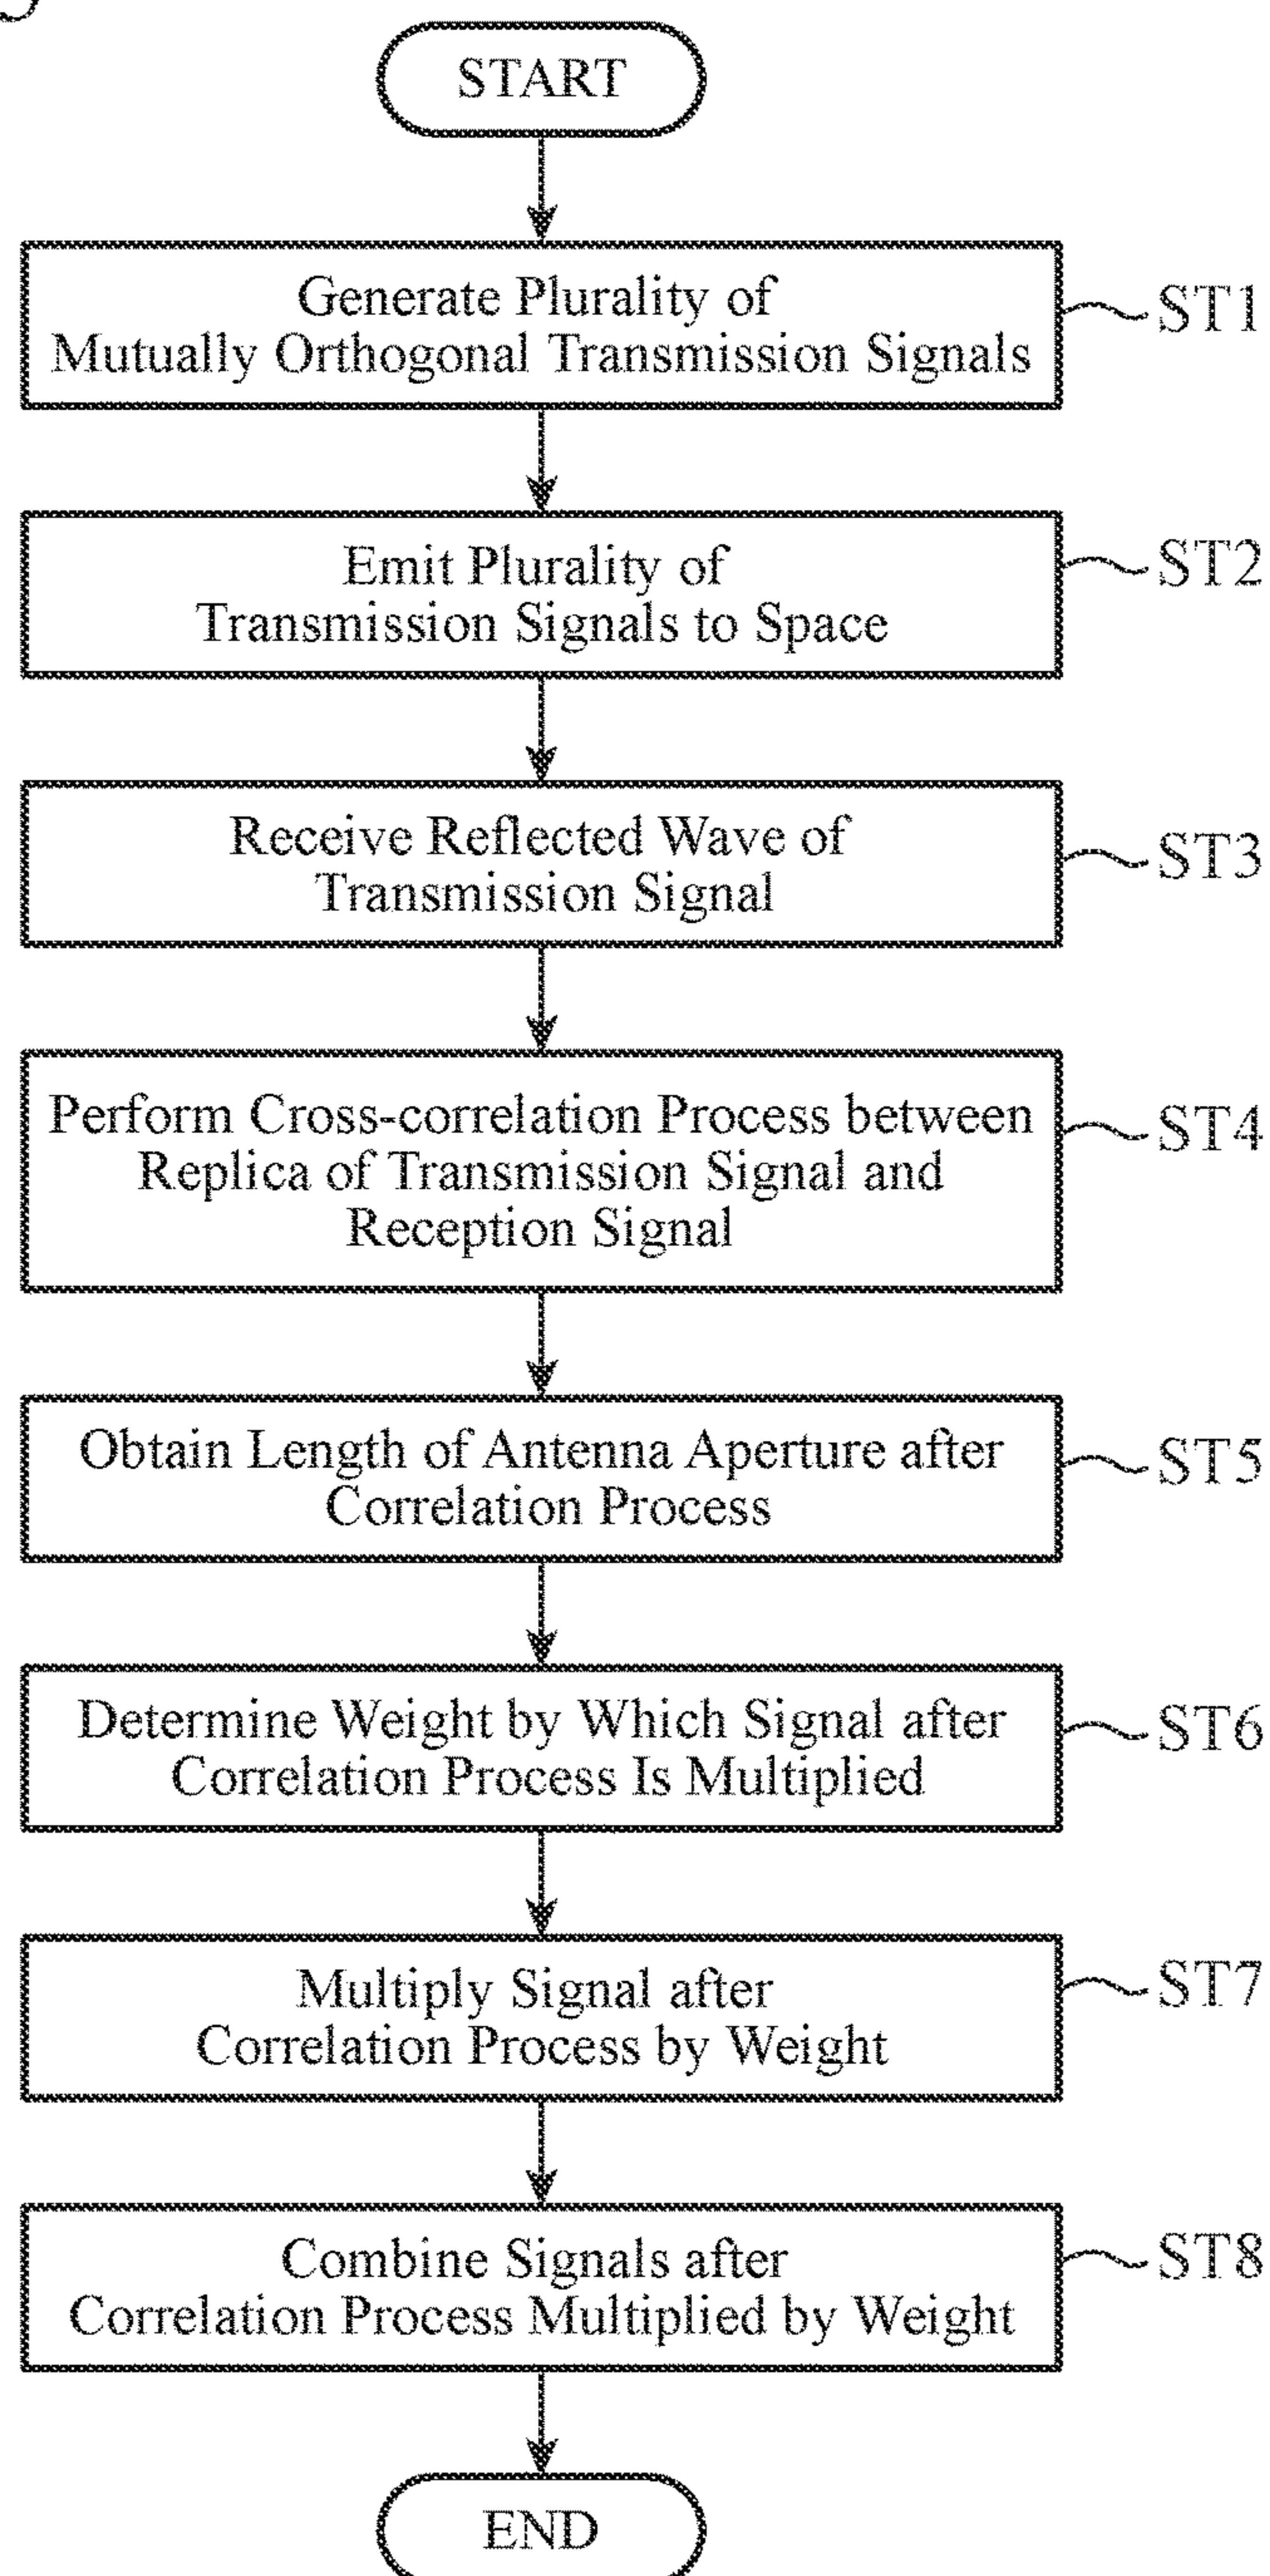 START
Generate Plurality of
Mutually Orthogonal Transmission Signals
ST1
Emit Plurality of
Transmission Signals to Space
ST2
Receive Reflected Wave of
Transmission Signal
ST3
Perform Cross-correlation Process between
Replica of Transmission Signal and
Reception Signal
ST4
Obtain Length of Antenna Aperture after
Correlation Process
ST5
Determine Weight by Which Signal after
Correlation Process Is Multiplied
ST6
Multiply Signal after
Correlation Process by Weight
ST7
Combine Signals after
Correlation Process Multiplied by Weight
ST8
END